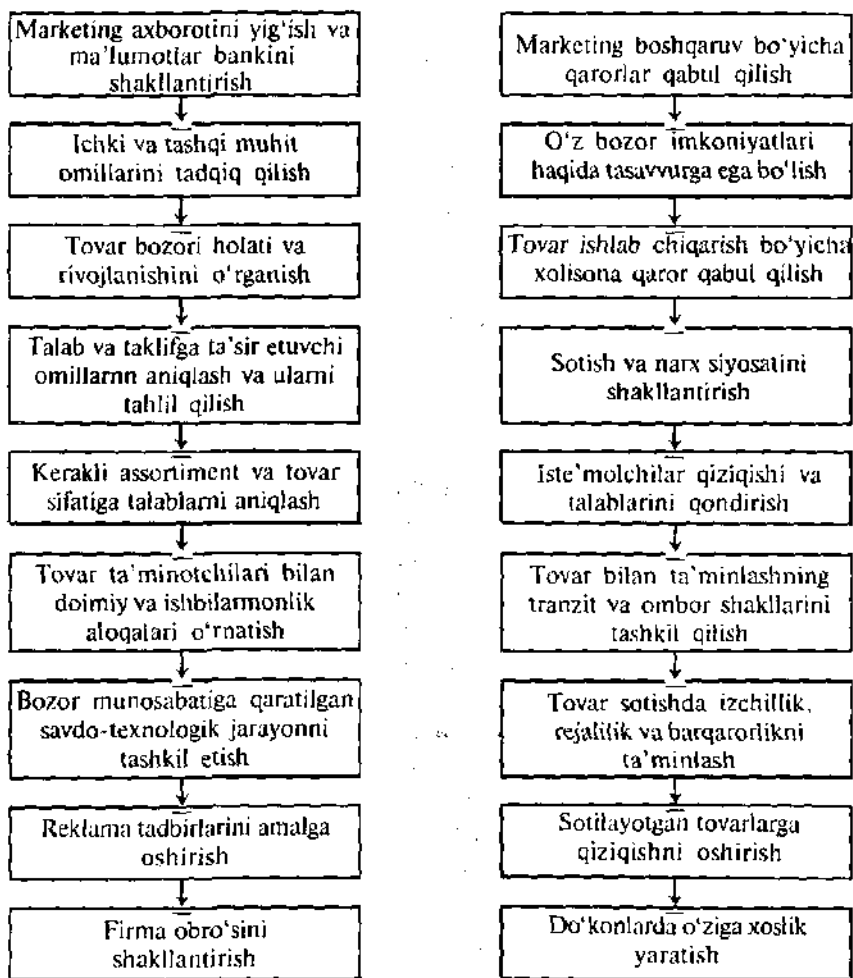 Marketing axborotini yig‘ish va
ma’lumotlar bankini
shakllantirish
Ichki va tashqi muhit
omillarini tadqiq qilish
Tovar bozori holati va
rivojlanishini o‘rganish
Talab va taklifga ta’sir etuvchi
omillarnn aniqlash va ularni
tahlil qilish
Kerakli assortiment va tovar
sifatiga talablarni aniqlash
Tovar ta’minotchilari bilan
doimiy va ishbilarmonlik
aloqalari o‘rnatish
Bozor munosabatiga qaratilgan
savdo-texnologik jarayonni
tashkil etish
Reklama tadbirlarini amalga
oshirish
Firma obro‘sini
shakllantirish
Marketing boshqaruv bo‘yicha
qarorlar qabul qilish
O‘z bozor imkoniyatlari
haqida tasavvurga ega bo‘lish
Tovar ishlab chiqarish bo‘yicha
xolisona qaror qabul qilish
Sotish va narx siyosatini
shakllantirish
Iste’molchilar qiziqishi va
talablarini qondirish
Tovar bilan ta’minlashning
tranzit va ombor shakllarini
tashkil qilish
Tovar sotishda izchillik,
rejalilik va barqarorlikni
ta’minlash
Sotilayotgan tovarlarga
qiziqishni oshirish
Do‘konlarda o‘ziga xoslik
yaratish